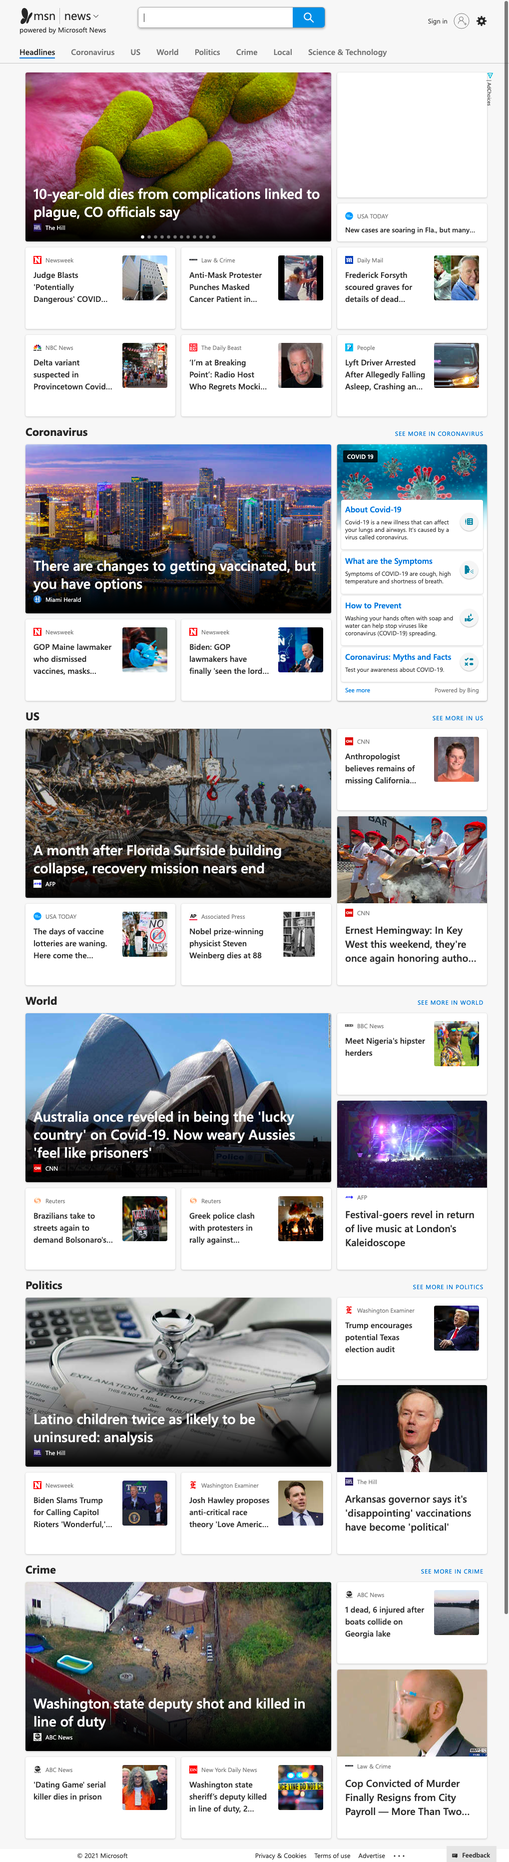 msn | news
powered by Microsoft News
Sign in
Headlines Coronavirus US World Politics Crime Local Science & Technology
AdChoices
10-year-old dies from complications linked to
plague, CO officials say
The Hill
USA TODAY
New cases are soaring in Fla., but many...
Newsweek
Judge Blasts
'Potentially
Dangerous' COVID...
Law & Crime
Anti-Mask Protester
Punches Masked
Cancer Patient in...
Daily Mail
Frederick Forsyth
scoured graves for
details of dead...
NBC News
Delta variant
suspected in
Provincetown Covid...
The Daily Beast
'I'm at Breaking
Point': Radio Host
Who Regrets Mocki...
People
Lyft Driver Arrested
After Allegedly Falling
Asleep, Crashing an...
Coronavirus
SEE MORE IN CORONAVIRUS
There are changes to getting vaccinated, but
you have options
Miami Herald
COVID 19
About Covid-19
Covid-19 is a new illness that can affect
your lungs and airways. It's caused by a
virus called coronavirus.
What are the Symptoms
Symptoms of COVID-19 are cough, high
temperature and shortness of breath.
How to Prevent
Washing your hands often with soap and
water can help stop viruses like
coronavirus (COVID-19) spreading.
Coronavirus: Myths and Facts
Test your awareness about COVID-19.
See more
Powered by Bing
Newsweek
GOP Maine lawmaker
who dismissed
vaccines, masks...
Newsweek
Biden: GOP
lawmakers have
finally 'seen the lord...
US
SEE MORE IN US
A month after Florida Surfside building
collapse, recovery mission nears end
AFP
CNN
Anthropologist
believes remains of
missing California...
BAR
CNN
Ernest Hemingway: In Key
West this weekend, they're
once again honoring autho...
USA TODAY
The days of vaccine
lotteries are waning.
Here come the...
NO
MASK
Associated Press
Nobel prize-winning
physicist Steven
Weinberg dies at 88
World
SEE MORE IN WORLD
Australia once reveled in being the 'lucky
country' on Covid-19. Now weary Aussies
'feel like prisoners'
CNN
Police
BBC News
Meet Nigeria's hipster
herders
AFP
Festival-goers revel in return
of live music at London's
Kaleidoscope
Reuters
Brazilians take to
streets again to
demand Bolsonaro's...
Reuters
Greek police clash
with protesters in
rally against...
Politics
SEE MORE IN POLITICS
EXPLANATION OF BENEFITS
THIS IS NOT A BILL
Latino children twice as likely to be
uninsured: analysis
The Hill
Washington Examiner
Trump encourages
potential Texas
election audit
The Hill
Arkansas governor says it's
'disappointing' vaccinations
have become 'political'
Newsweek
Biden Slams Trump
for Calling Capitol
Rioters 'Wonderful,'...
Terry
Washington Examiner
Josh Hawley proposes
anti-critical race
theory 'Love Americ...
Crime
SEE MORE IN CRIME
Washington state deputy shot and killed in
line of duty
ABC News
ABC News
1 dead, 6 injured after
boats collide on
Georgia lake
Law & Crime
Cop Convicted of Murder
Finally Resigns from City
Payroll — More Than Two...
ABC News
'Dating Game' serial
killer dies in prison
New York Daily News
Washington state
sheriff's deputy killed
in line of duty, 2...
© 2021 Microsoft
Privacy & Cookies Terms of use Advertise
Feedback